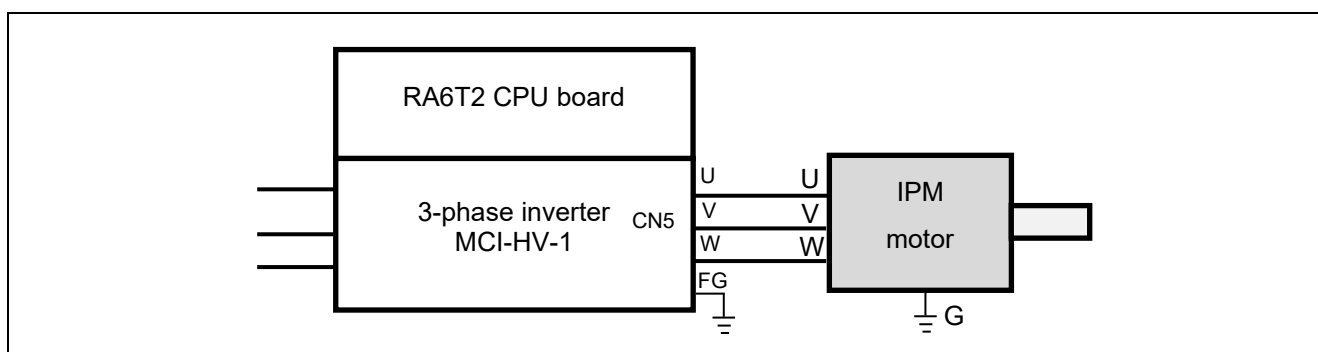 RA6T2 CPU board
3-phase inverter
MCI-HV-1
CN5
U
V
W
FG
U
V
W
IPM
motor
G